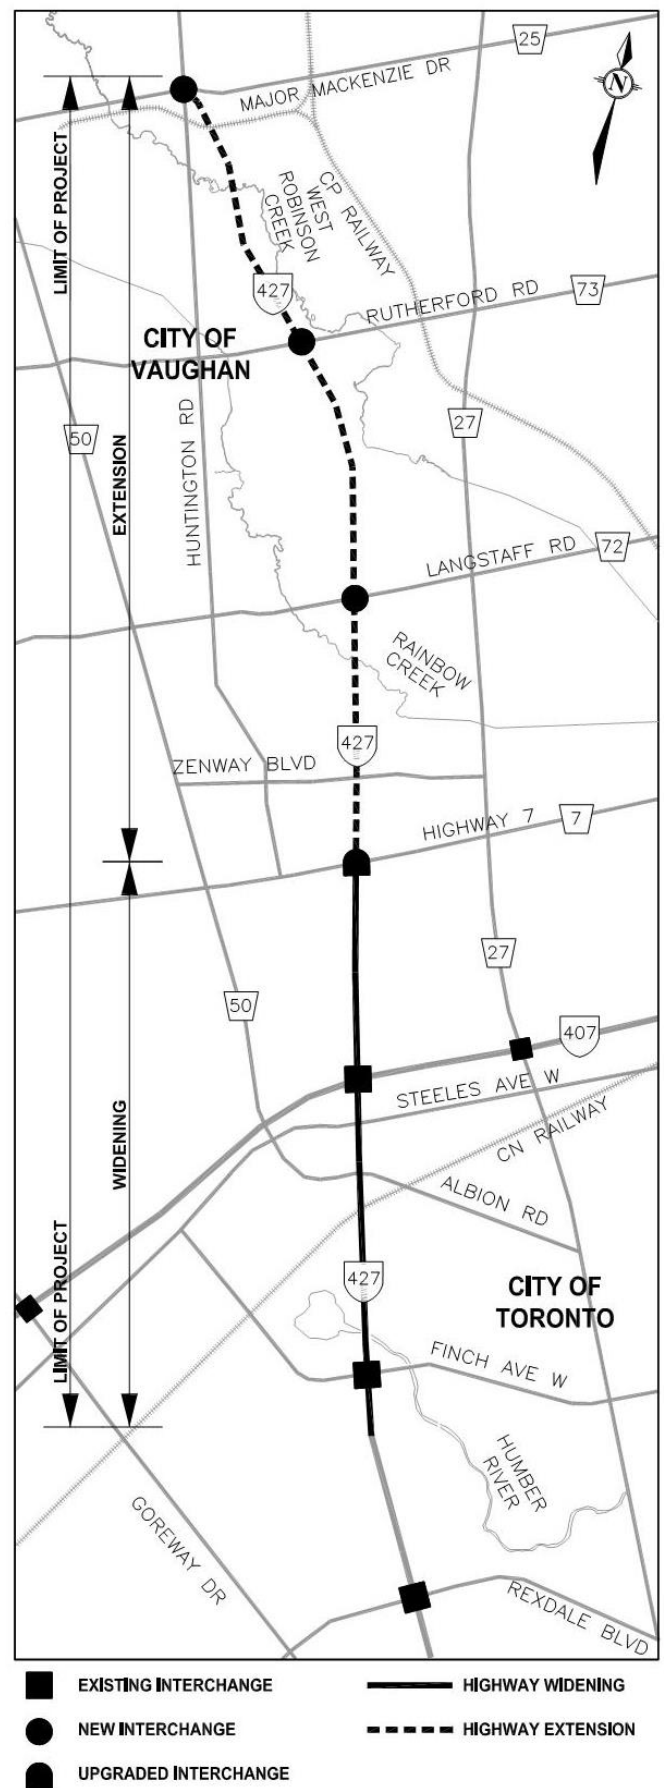 25
MAJOR MACKENZIE DR
N
LIMIT OF PROJECT
WEST
ROBINSON
CREEK
CP RAILWAY
427
RUTHERFORD RD
73
CITY OF
VAUGHAN
50
EXTENSION
HUNTINGTON RD
27
LANGSTAFF RD
72
RAINBOW
CREEK
427
ZENWAY BLVD
HIGHWAY 7
7
27
50
407
STEELES AVE W
CN RAILWAY
WIDENING
ALBION RD
LIMIT OF PROJECT
427
CITY OF
TORONTO
FINCH AVE W
HUMBER
RIVER
GOREWAY DR
REXDALE BLVD
EXISTING INTERCHANGE
HIGHWAY WIDENING
NEW INTERCHANGE
HIGHWAY EXTENSION
UPGRADED INTERCHANGE